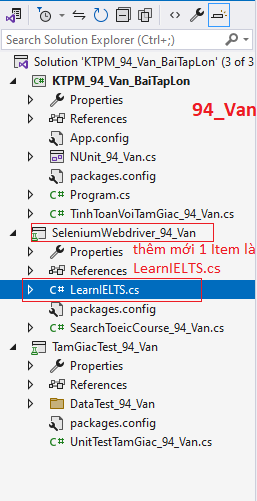 Search Solution Explorer (Ctrl+;)
Solution 'KTPM_94_Van_BaiTapLon' (3 of 3
KTPM_94_Van_BaiTapLon
Properties
94_Van
References
App.config
NUnit_94_Van.cs
packages.config
C# Program.cs
C# TinhToanVoiTamGiac_94_Van.cs
SeleniumWebdriver_94_Van
Properties
thêm mới 1 Item là
References
LearnIELTS.cs
C# LearnIELTS.cs
packages.config
C# SearchToeicCourse_94_Van.cs
TamGiacTest_94_Van
Properties
References
DataTest_94_Van
packages.config
C# UnitTestTamGiac_94_Van.cs